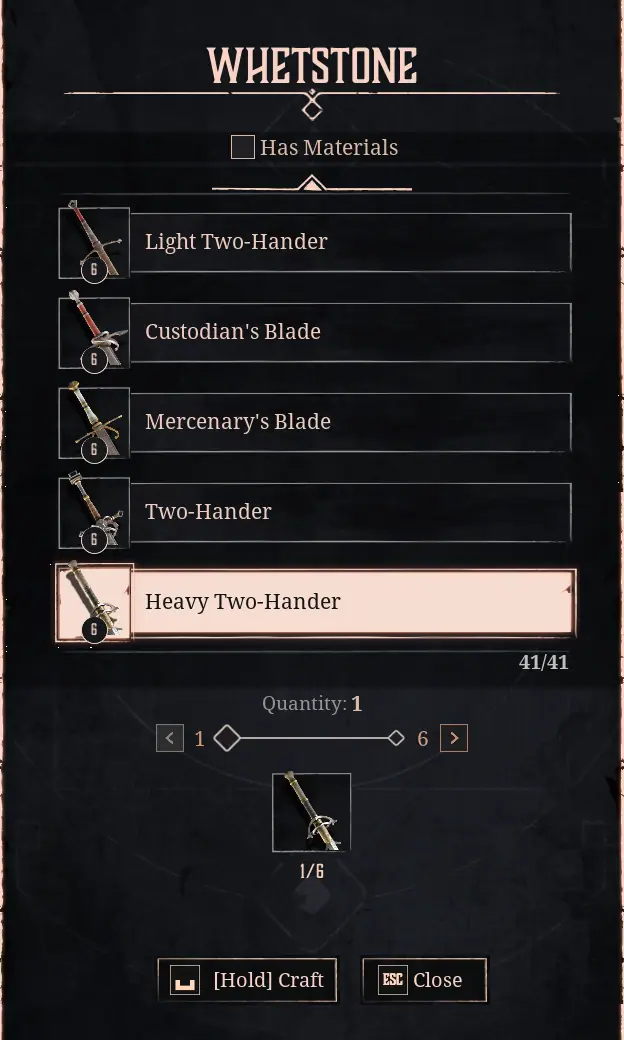 WHETSTONE
Has Materials
Light Two-Hander
6
Custodian's Blade
6
Mercenary's Blade
6
Two-Hander
6
Heavy Two-Hander
6
41/41
Quantity: 1
< 1 6 >
1/6
[Hold] Craft
ESC Close